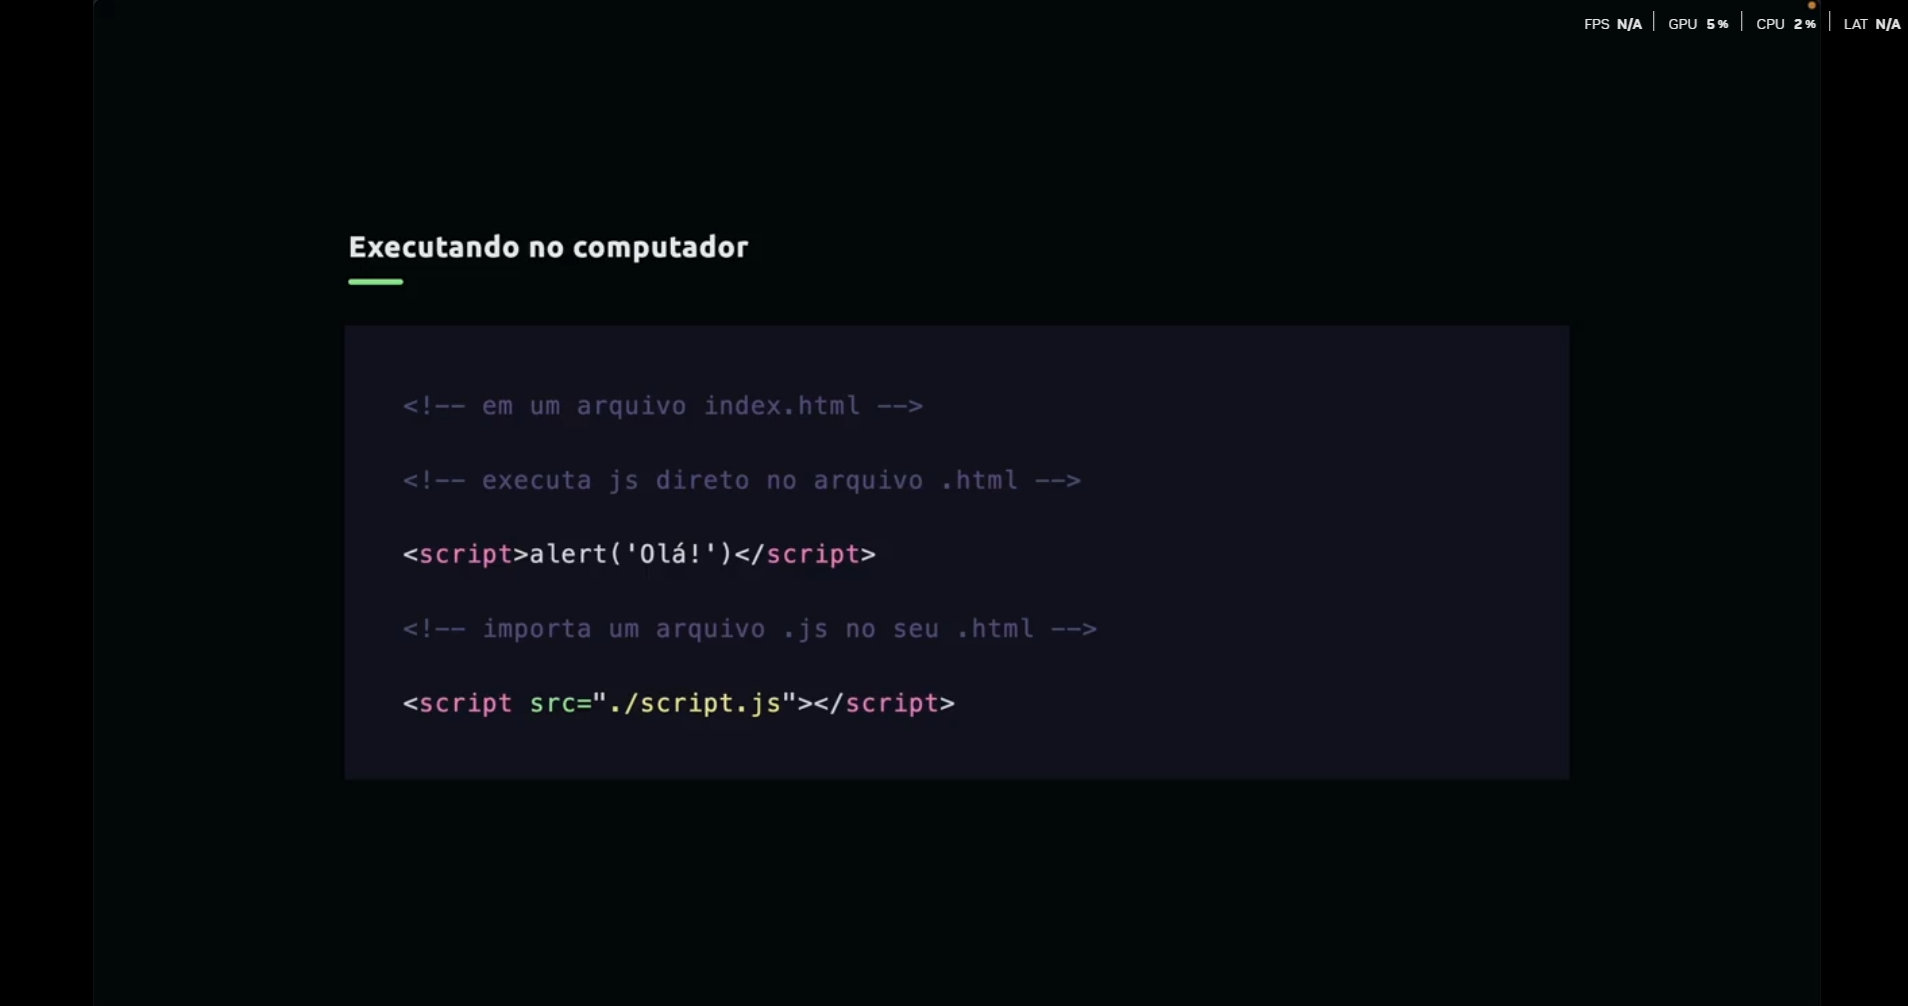 FPS N/A | GPU 5% | CPU 2% | LAT N/A
Executando no computador
<!-- em um arquivo index.html -->
<!-- executa js direto no arquivo .html -->
<script>alert('Olá!')</script>
<!-- importa um arquivo .js no seu .html -->
<script src="./script.js"></script>